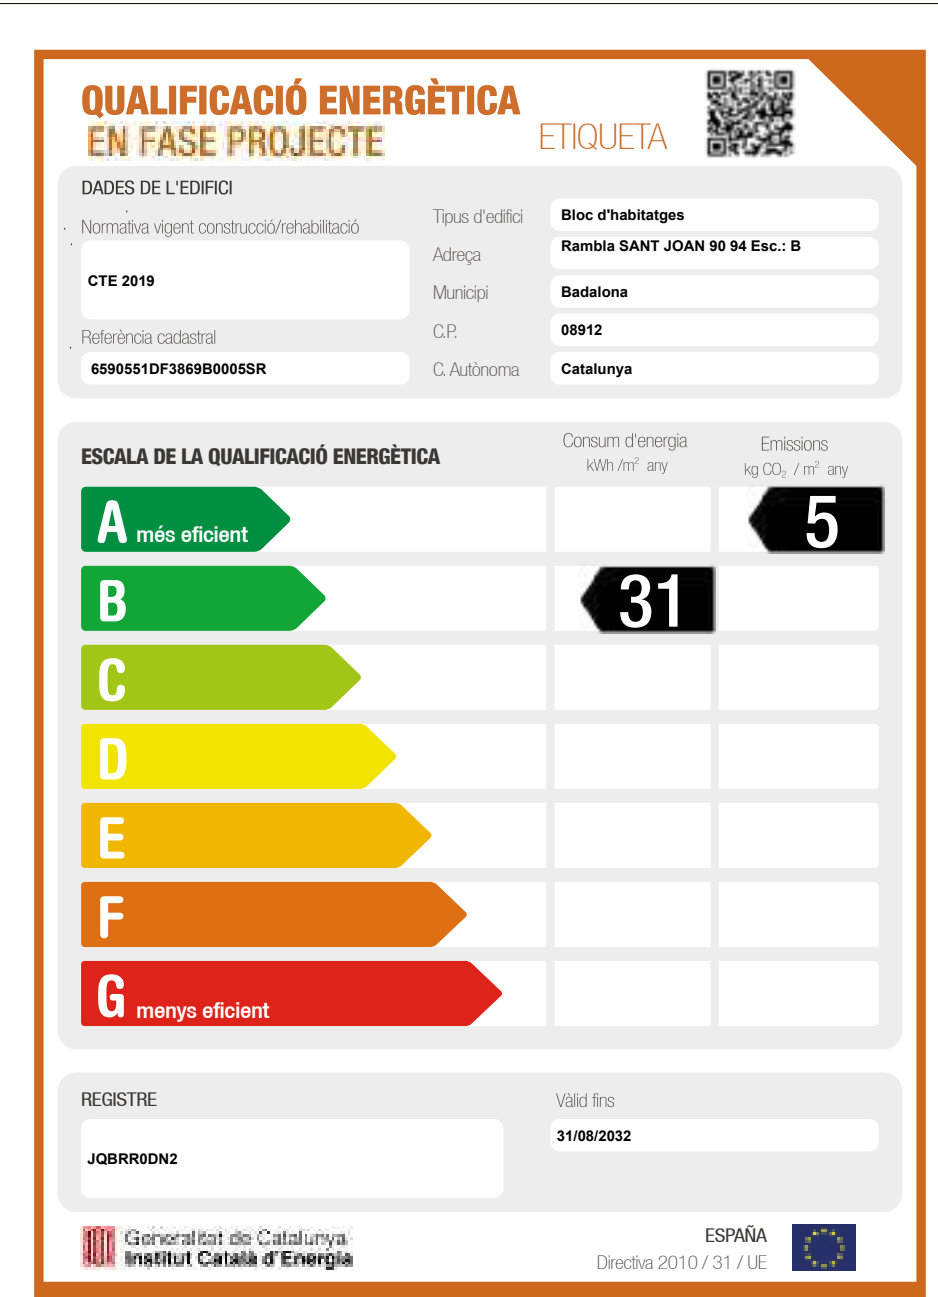 QUALIFICACIÓ ENERGÈTICA
EN FASE PROJECTE
ETIQUETA
DADES DE L'EDIFICI
Normativa vigent construcció/rehabilitació
CTE 2019
Referència cadastral
6590551DF3869B0005SR
Tipus d'edifici Bloc d'habitatges
Adreça Rambla SANT JOAN 90 94 Esc.: B
Municipi Badalona
C.P. 08912
C. Autònoma Catalunya
ESCALA DE LA QUALIFICACIÓ ENERGÈTICA
Consum d'energia
kWh /m² any
Emissions
kg CO₂ / m² any
A més eficient 5
B 31
C
D
E
F
G menys eficient
REGISTRE
JQBRR0DN2
Vàlid fins
31/08/2032
Generalitat de Catalunya
Institut Català d'Energia
ESPAÑA
Directiva 2010 / 31 / UE